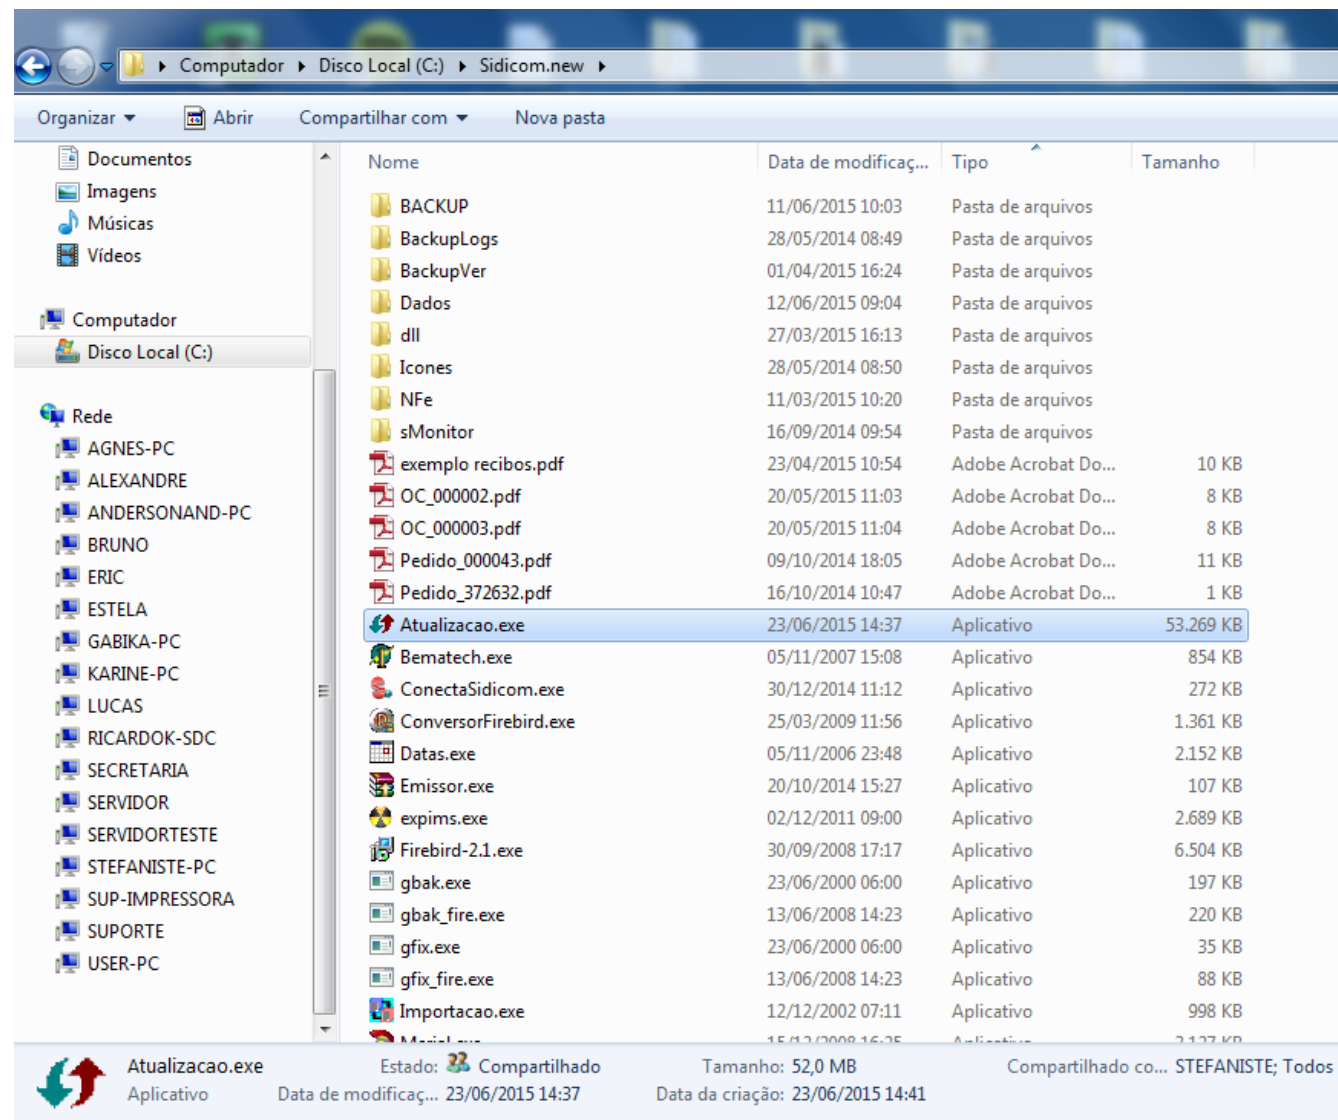 Computador Disco Local (C:) Sidicom.new
Organizar Abrir Compartilhar com Nova pasta
Documentos
Imagens
Músicas
Vídeos
Computador
Disco Local (C:)
Rede
AGNES-PC
ALEXANDRE
ANDERSONAND-PC
BRUNO
ERIC
ESTELA
GABIKA-PC
KARINE-PC
LUCAS
RICARDOK-SDC
SECRETARIA
SERVIDOR
SERVIDORTESTE
STEFANISTE-PC
SUP-IMPRESSORA
SUPORTE
USER-PC
Nome Data de modificaç... Tipo Tamanho
BACKUP 11/06/2015 10:03 Pasta de arquivos
BackupLogs 28/05/2014 08:49 Pasta de arquivos
BackupVer 01/04/2015 16:24 Pasta de arquivos
Dados 12/06/2015 09:04 Pasta de arquivos
dll 27/03/2015 16:13 Pasta de arquivos
Icones 28/05/2014 08:50 Pasta de arquivos
NFe 11/03/2015 10:20 Pasta de arquivos
sMonitor 16/09/2014 09:54 Pasta de arquivos
exemplo recibos.pdf 23/04/2015 10:54 Adobe Acrobat Do... 10 KB
OC_000002.pdf 20/05/2015 11:03 Adobe Acrobat Do... 8 KB
OC_000003.pdf 20/05/2015 11:04 Adobe Acrobat Do... 8 KB
Pedido_000043.pdf 09/10/2014 18:05 Adobe Acrobat Do... 11 KB
Pedido_372632.pdf 16/10/2014 10:47 Adobe Acrobat Do... 1 KB
Atualizacao.exe 23/06/2015 14:37 Aplicativo 53.269 KB
Bematech.exe 05/11/2007 15:08 Aplicativo 854 KB
ConectaSidicom.exe 30/12/2014 11:12 Aplicativo 272 KB
ConversorFirebird.exe 25/03/2009 11:56 Aplicativo 1.361 KB
Datas.exe 05/11/2006 23:48 Aplicativo 2.152 KB
Emissor.exe 20/10/2014 15:27 Aplicativo 107 KB
expims.exe 02/12/2011 09:00 Aplicativo 2.689 KB
Firebird-2.1.exe 30/09/2008 17:17 Aplicativo 6.504 KB
gbak.exe 23/06/2000 06:00 Aplicativo 197 KB
gbak_fire.exe 13/06/2008 14:23 Aplicativo 220 KB
gfix.exe 23/06/2000 06:00 Aplicativo 35 KB
gfix_fire.exe 13/06/2008 14:23 Aplicativo 88 KB
Importacao.exe 12/12/2002 07:11 Aplicativo 998 KB
Atualizacao.exe Estado: Compartilhado Tamanho: 52,0 MB Compartilhado co... STEFANISTE; Todos
Aplicativo Data de modificaç... 23/06/2015 14:37 Data da criação: 23/06/2015 14:41